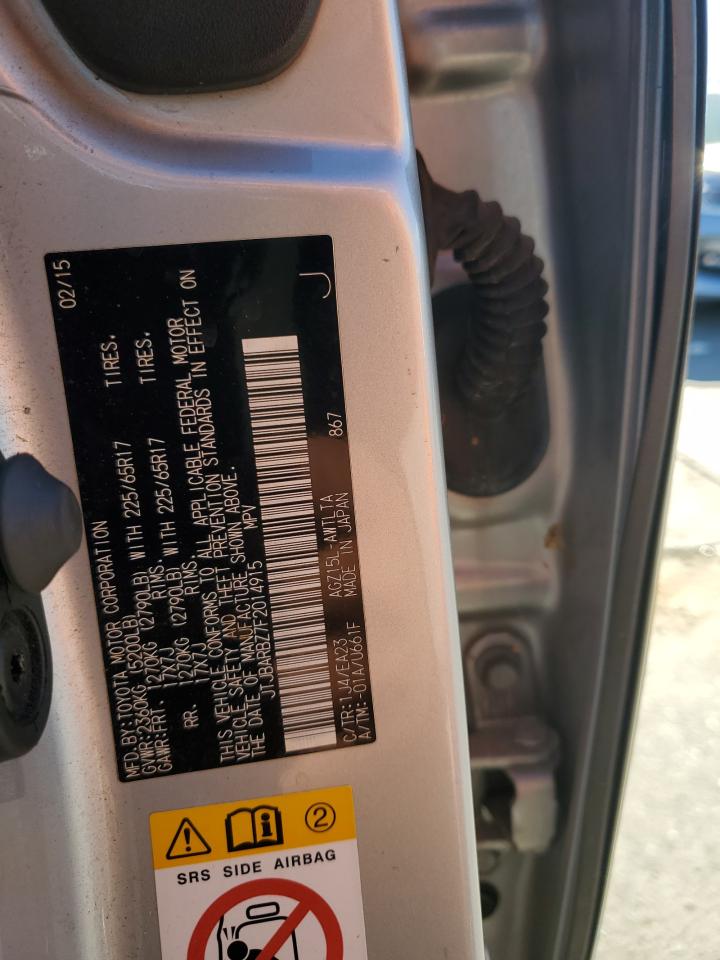 MFD. BY: TOYOTA MOTOR CORPORATION 02/15
GVWR: 2360KG (5200LB)
GAWR: FRT. 1270KG (2790LB) WITH 225/65R17 TIRES.
17X7J RIMS.
RR. 1270KG (2790LB) WITH 225/65R17 TIRES.
17X7J RIMS.
THIS VEHICLE CONFORMS TO ALL APPLICABLE FEDERAL MOTOR
VEHICLE SAFETY AND THEFT PREVENTION STANDARDS IN EFFECT ON
THE DATE OF MANUFACTURE SHOWN ABOVE.
JTJBARBZ7F2014915 MPV
J
C/TR: 1J4/EA23 AGZ15L-AWTLTA 867
A/TM: -01A/U661F MADE IN JAPAN
2
SRS SIDE AIRBAG